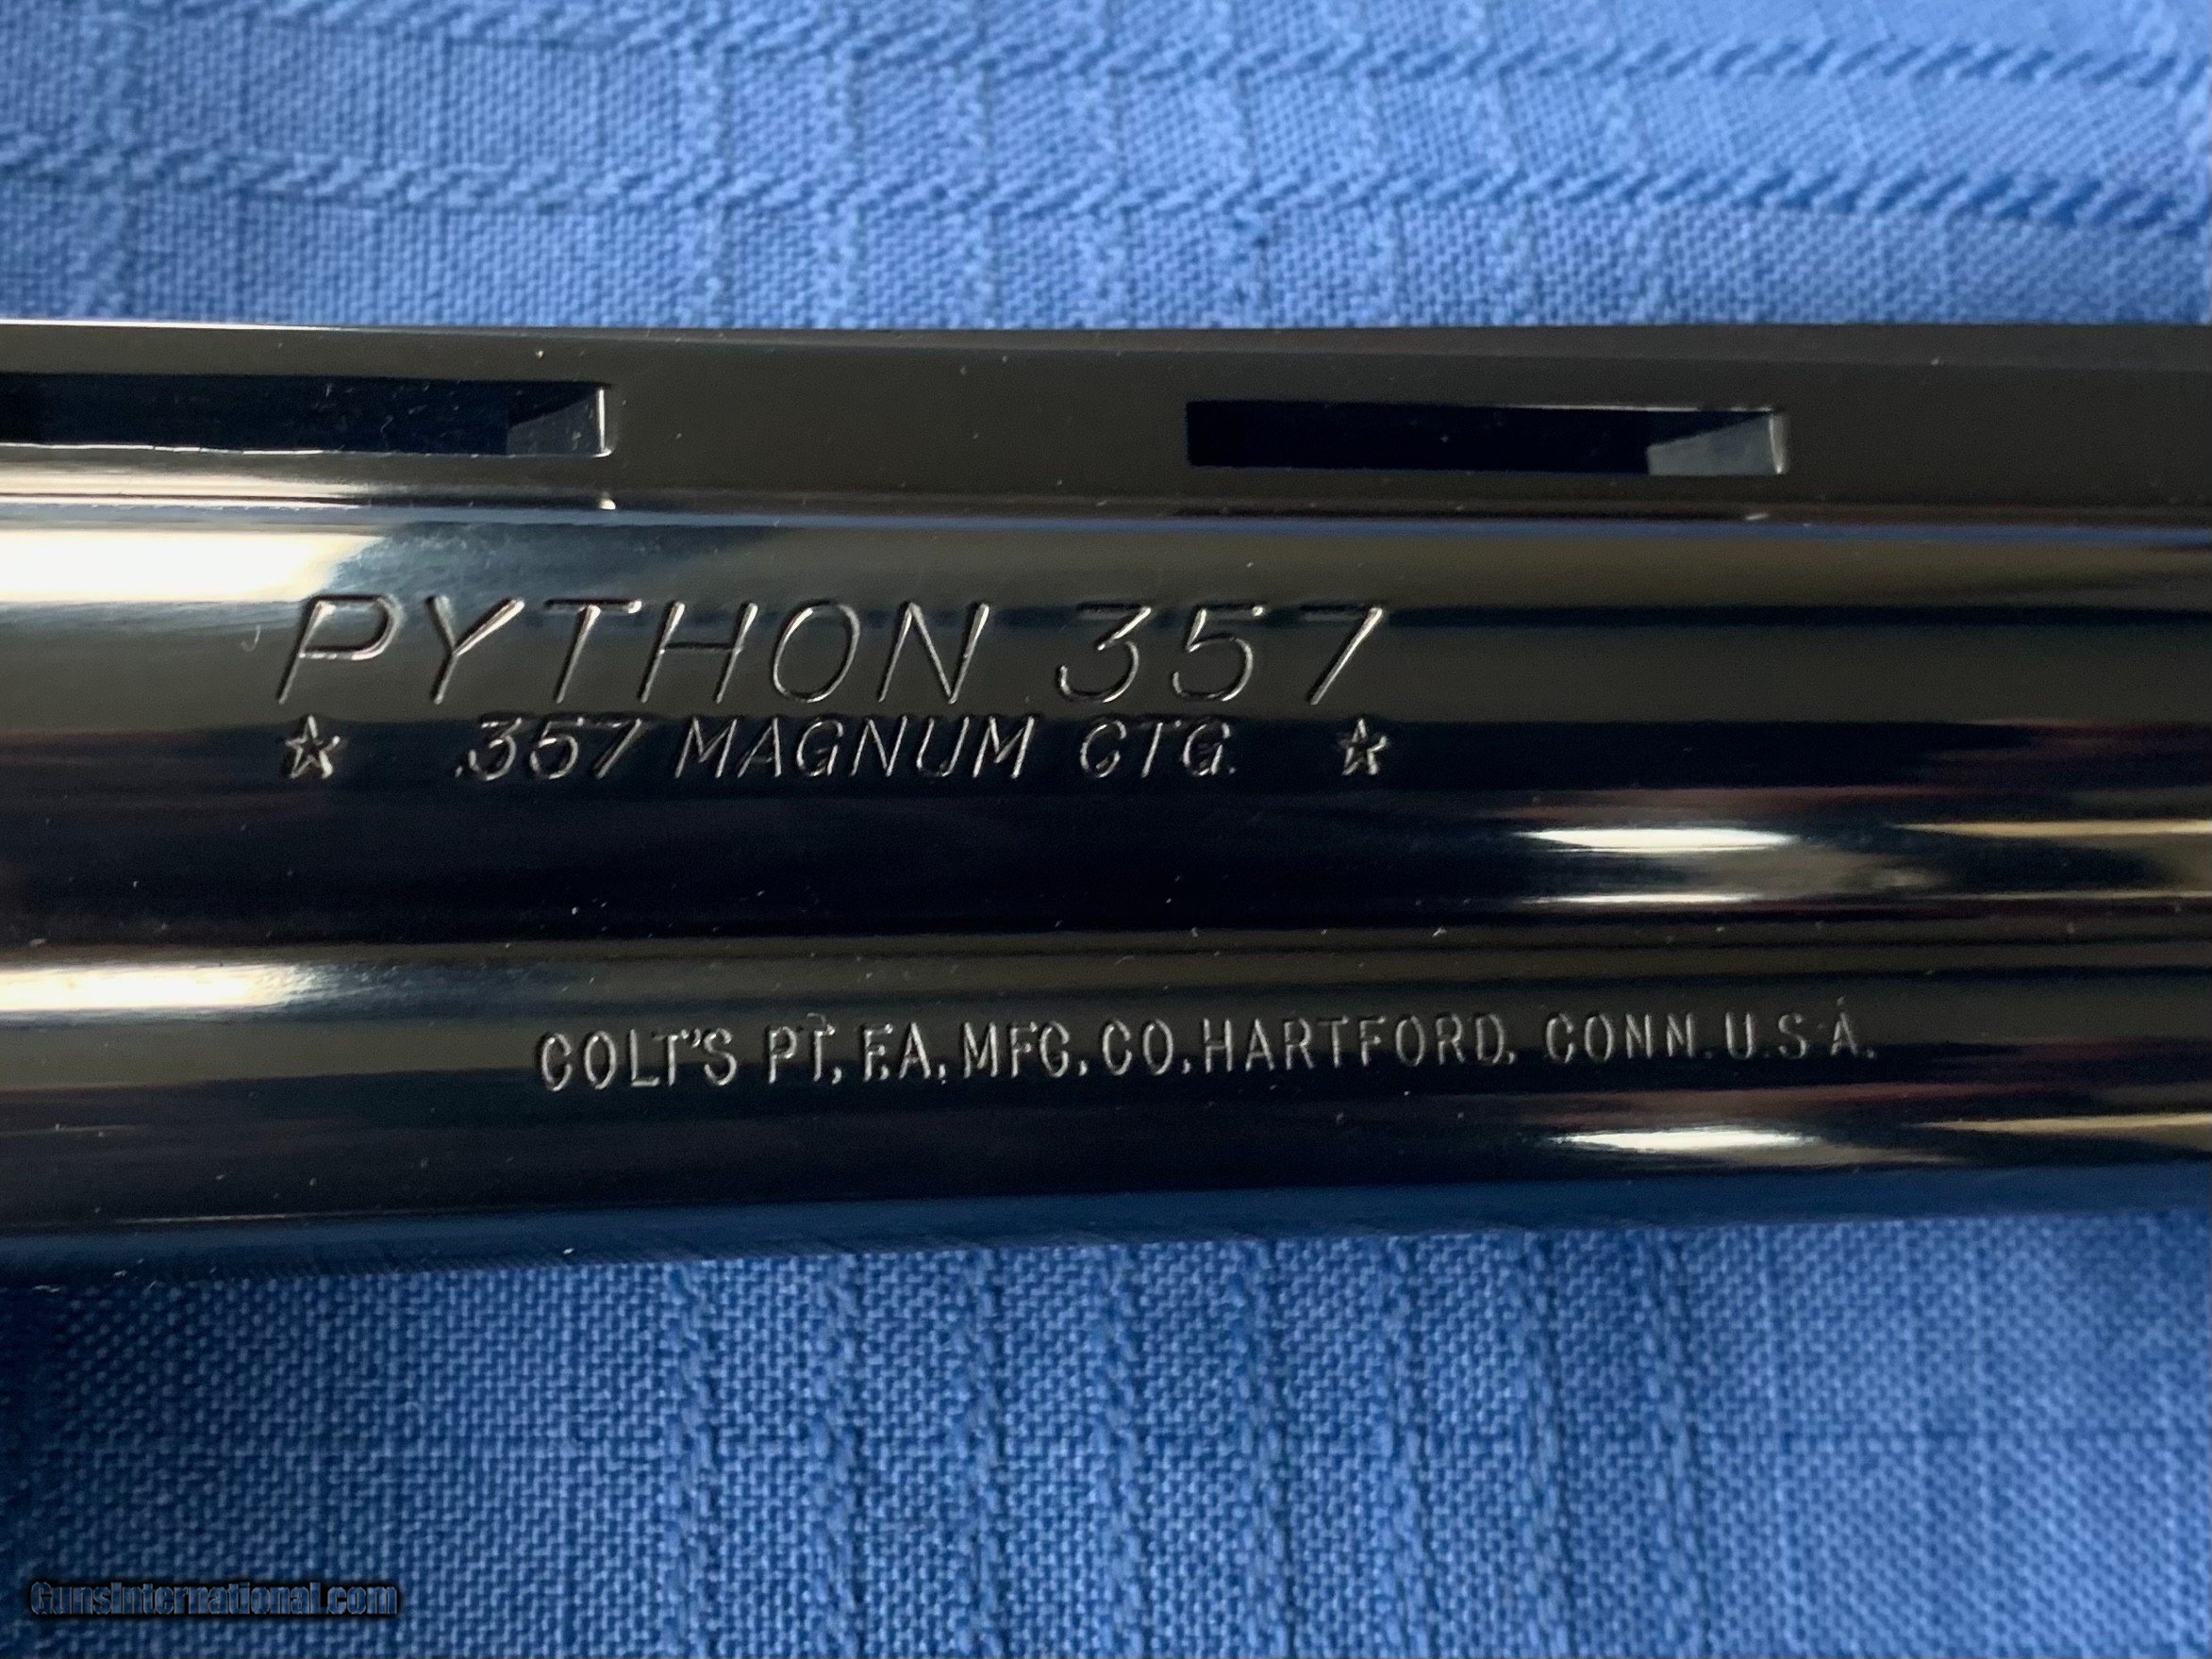 PYTHON 357
☆ .357 MAGNUM CTG. ☆
COLT'S PT. F.A. MFG. CO. HARTFORD, CONN. U.S.A.
GunsInternational.com